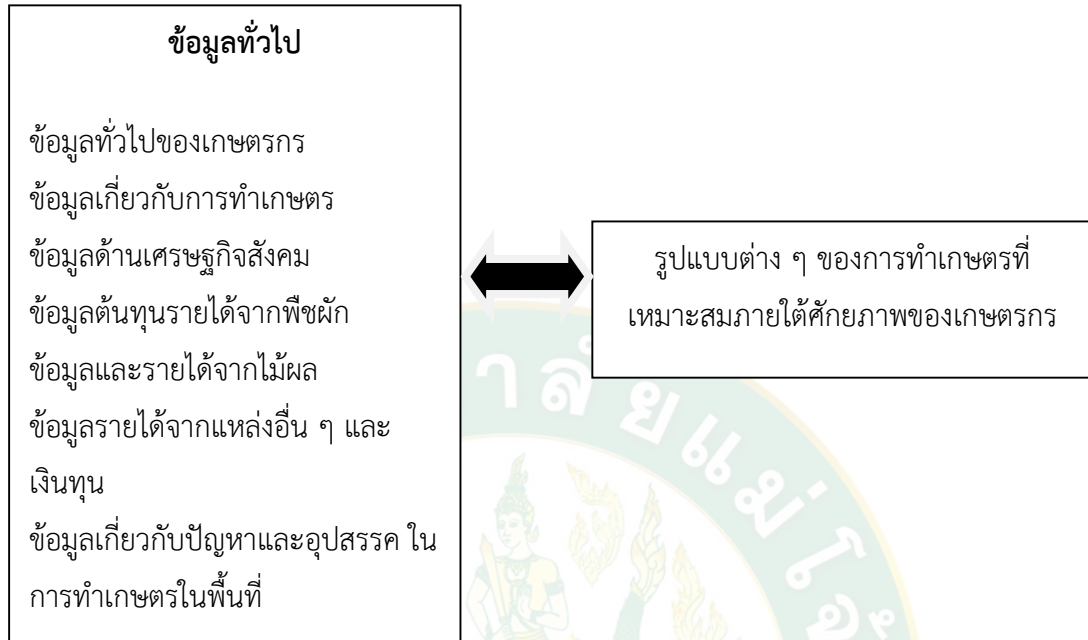 ข้อมูลทั่วไป
ข้อมูลทั่วไปของเกษตรกร
ข้อมูลเกี่ยวกับการทำเกษตร
ข้อมูลด้านเศรษฐกิจสังคม
ข้อมูลต้นทุนรายได้จากพืชผัก
ข้อมูลและรายได้จากไม้ผล
ข้อมูลรายได้จากแหล่งอื่น ๆ และ
เงินทุน
ข้อมูลเกี่ยวกับปัญหาและอุปสรรค ใน
การทำเกษตรในพื้นที่
รูปแบบต่าง ๆ ของการทำเกษตรที่
เหมาะสมภายใต้ศักยภาพของเกษตรกร